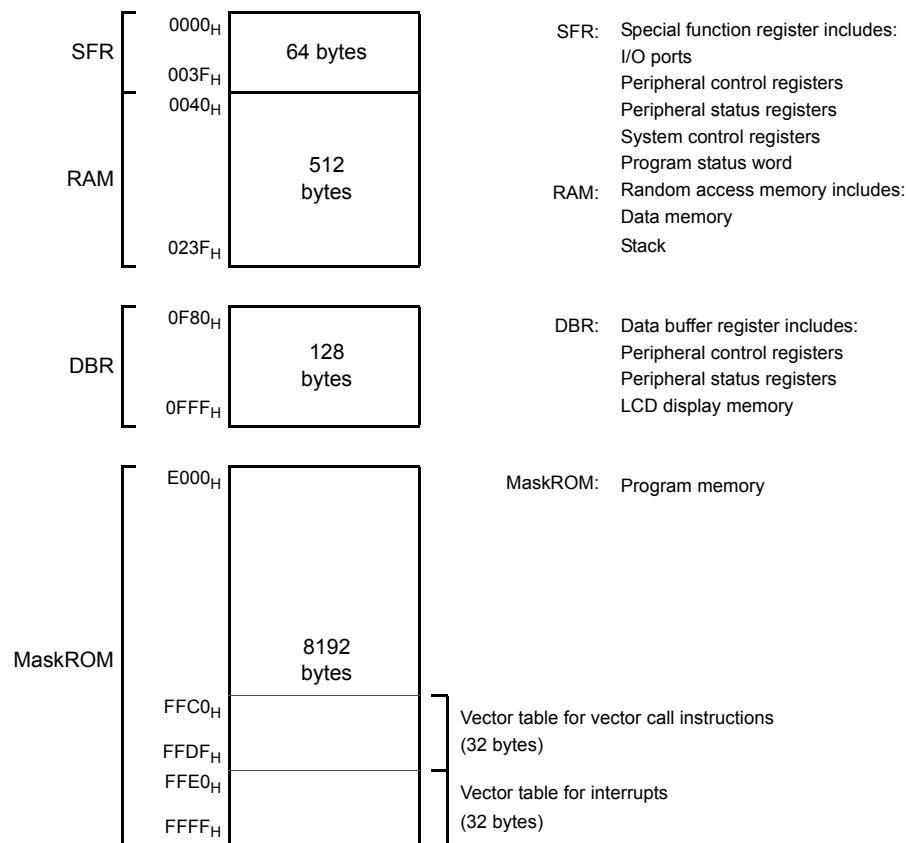 0000H
SFR
64 bytes
003FH
0040H
RAM
512
bytes
023FH
SFR: Special function register includes:
I/O ports
Peripheral control registers
Peripheral status registers
System control registers
Program status word
RAM: Random access memory includes:
Data memory
Stack
0F80H
DBR
128
bytes
0FFFH
DBR: Data buffer register includes:
Peripheral control registers
Peripheral status registers
LCD display memory
E000H
MaskROM: Program memory
MaskROM
8192
bytes
FFC0H
FFDFH
Vector table for vector call instructions
(32 bytes)
FFE0H
FFFFH
Vector table for interrupts
(32 bytes)